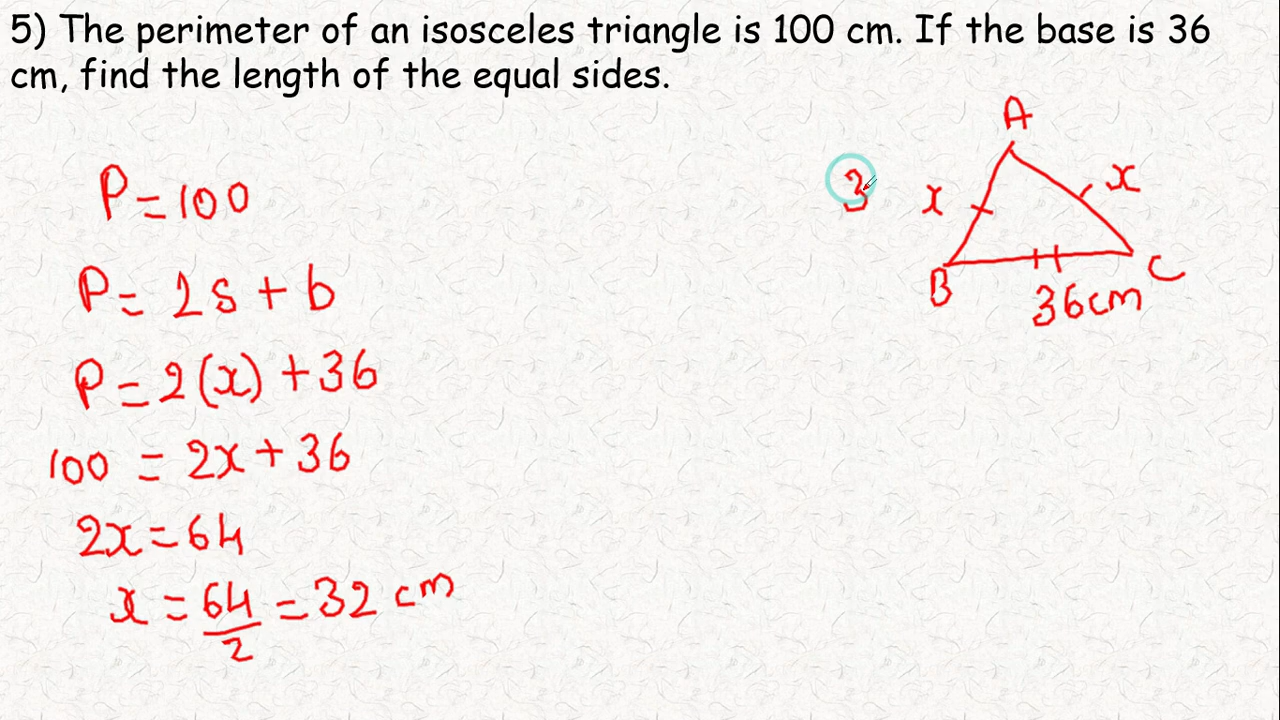 5) The perimeter of an isosceles triangle is 100 cm. If the base is 36
cm, find the length of the equal sides.
P = 100
P = 2s + b
P = 2(x) + 36
100 = 2x + 36
2x = 64
x = 64/2 = 32 cm
A
3 x x
B C
36cm